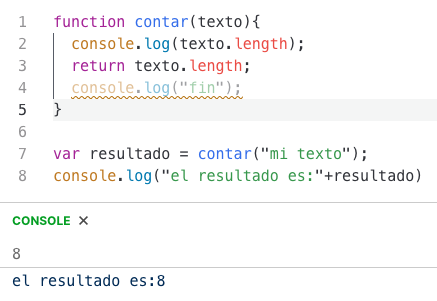 1 function contar(texto){
2 console.log(texto.length);
3 return texto.length;
4 console.log("fin");
5 }
6
7 var resultado = contar("mi texto");
8 console.log("el resultado es:"+resultado)
CONSOLE ×
8
el resultado es:8